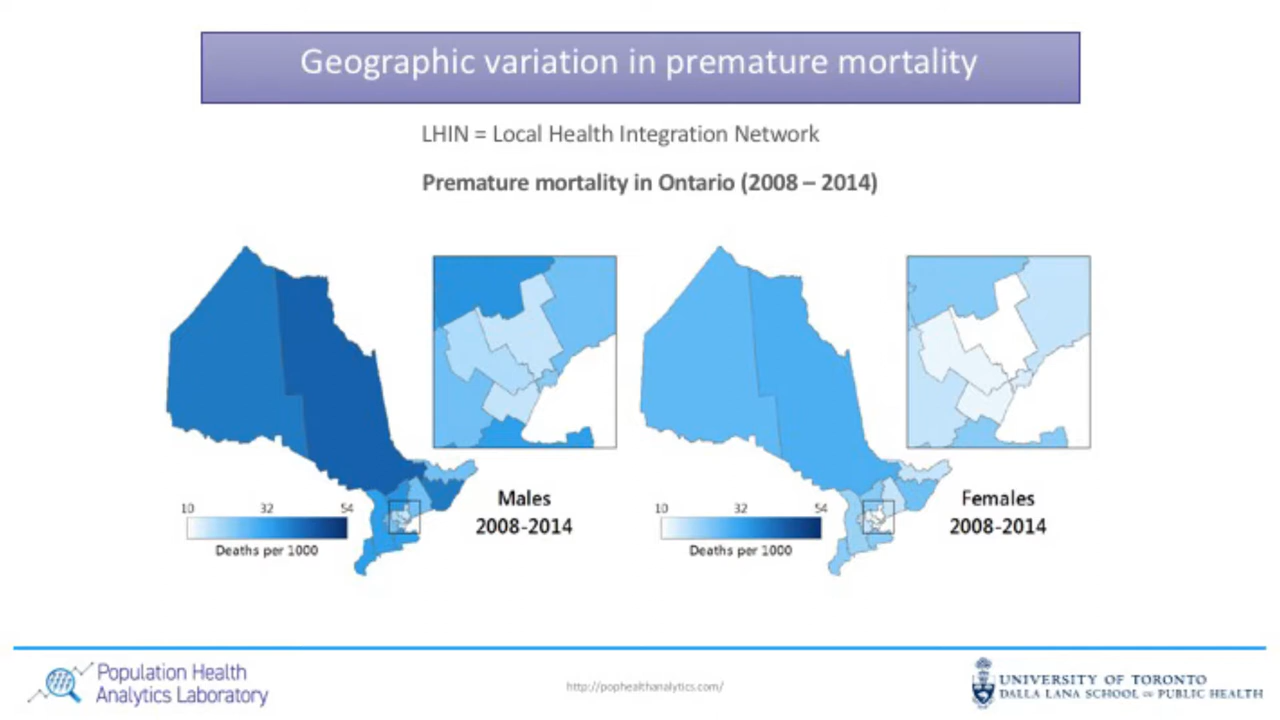 Geographic variation in premature mortality
LHIN = Local Health Integration Network
Premature mortality in Ontario (2008 – 2014)
10 32 54
Deaths per 1000
Males
2008-2014
10 32 54
Deaths per 1000
Females
2008-2014
Population Health
Analytics Laboratory
http://pophealthanalytics.com/
UNIVERSITY OF TORONTO
DALLA LANA SCHOOL OF PUBLIC HEALTH